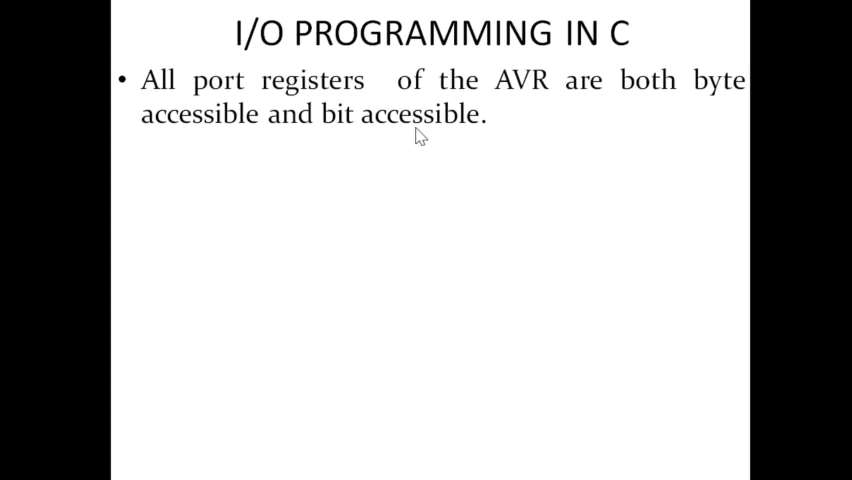 I/O PROGRAMMING IN C
• All port registers of the AVR are both byte
accessible and bit accessible.